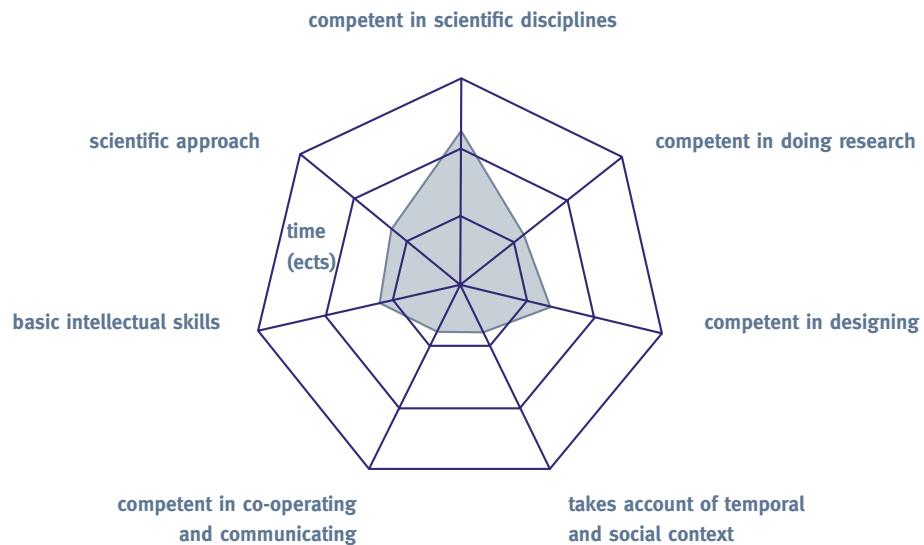 competent in scientific disciplines
scientific approach
competent in doing research
time
(ects)
basic intellectual skills
competent in designing
competent in co-operating
and communicating
takes account of temporal
and social context